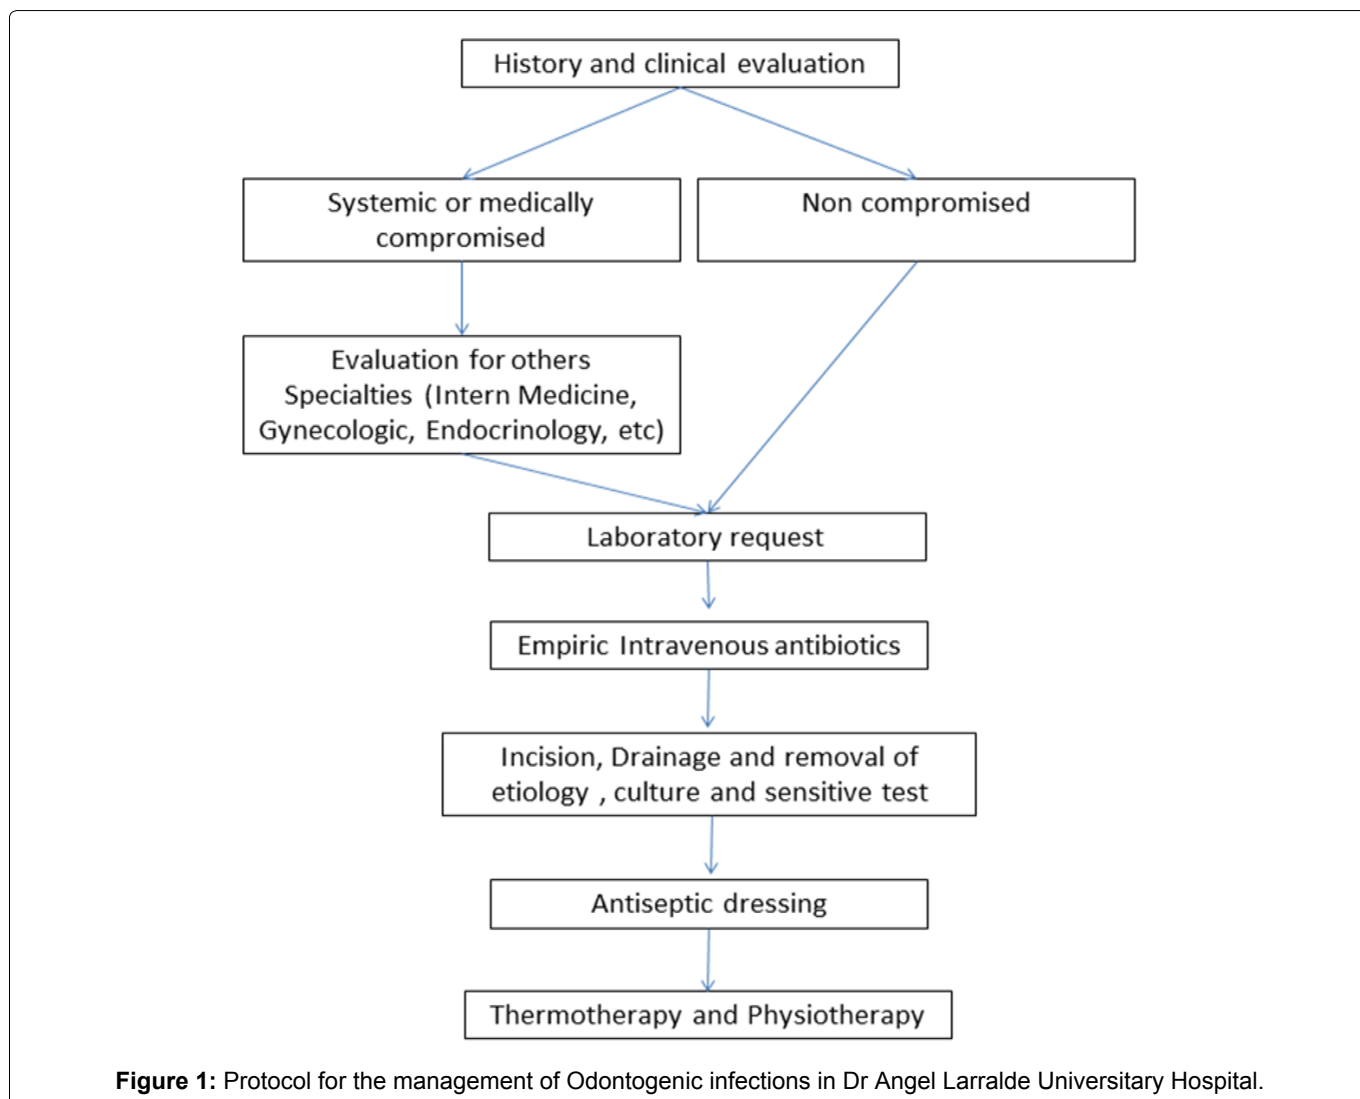 History and clinical evaluation
Systemic or medically
compromised
Non compromised
Evaluation for others
Specialties (Intern Medicine,
Gynecologic, Endocrinology, etc)
Laboratory request
Empiric Intravenous antibiotics
Incision, Drainage and removal of
etiology , culture and sensitive test
Antiseptic dressing
Thermotherapy and Physiotherapy
Figure 1: Protocol for the management of Odontogenic infections in Dr Angel Larralde Universitary Hospital.